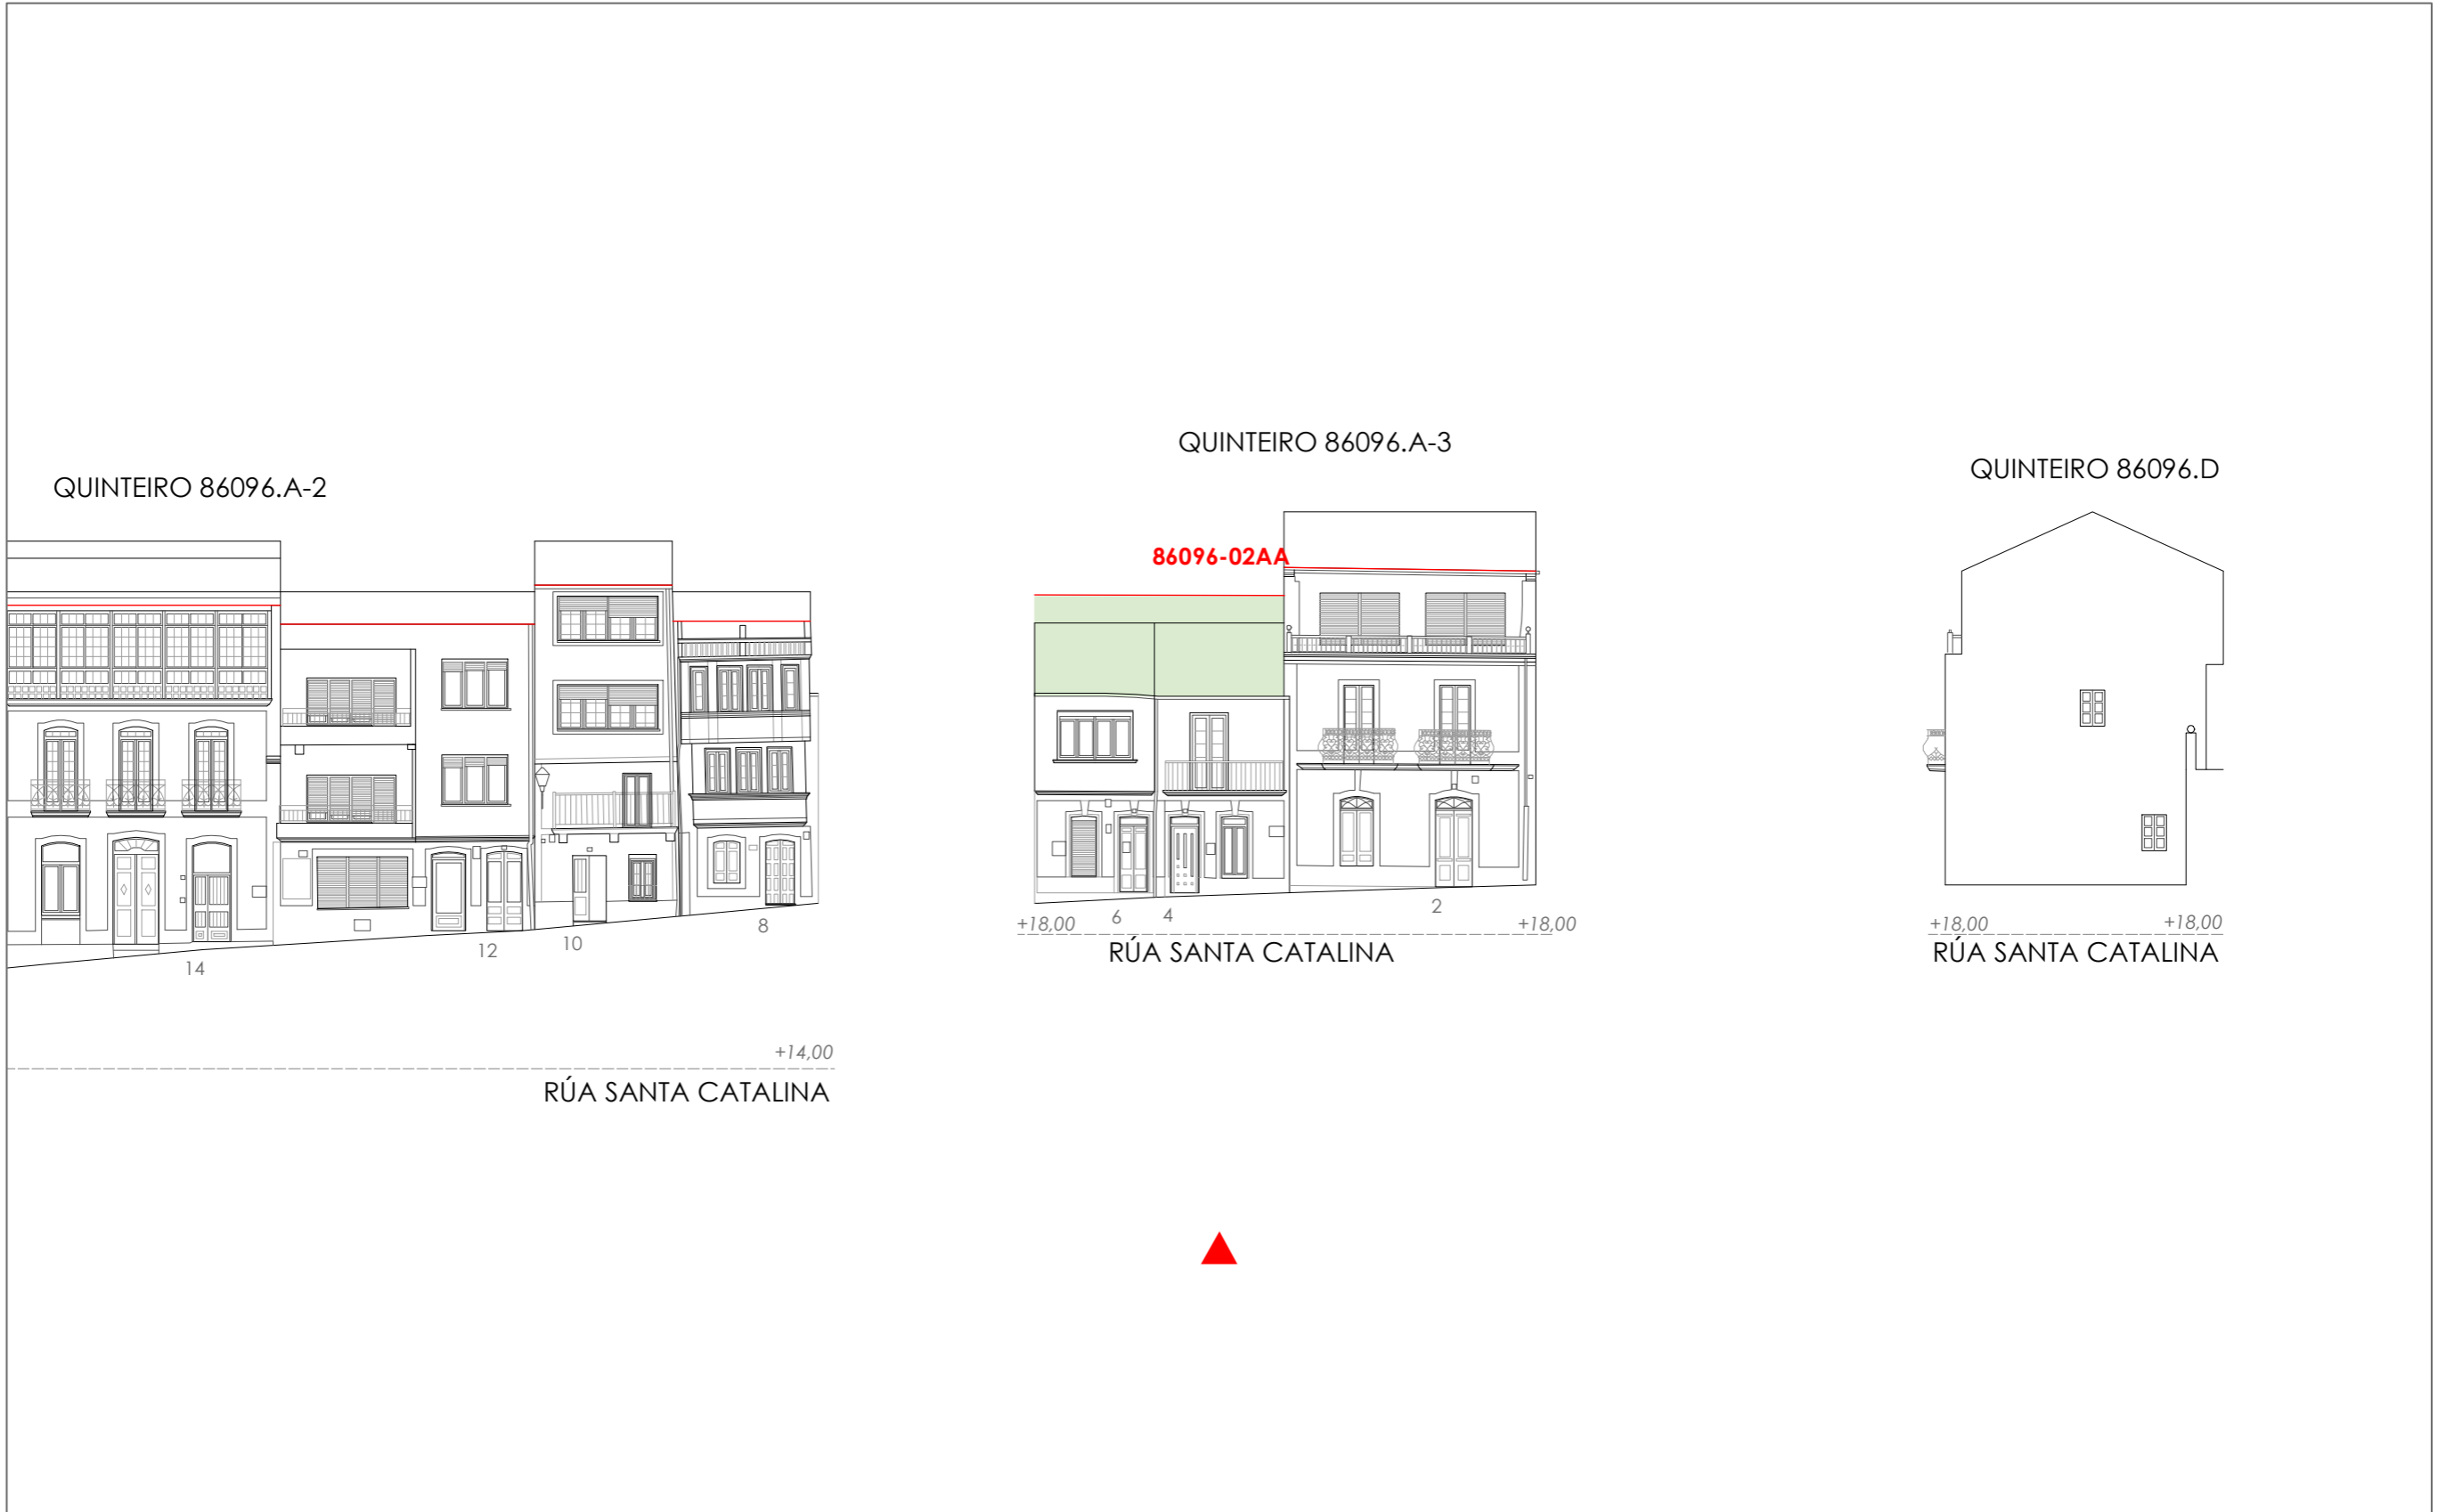 QUINTEIRO 86096.A-3
QUINTEIRO 86096.D
QUINTEIRO 86096.A-2
86096-02AA
14
12
10
8
+14,00
RÚA SANTA CATALINA
+18,00
6
4
2
+18,00
RÚA SANTA CATALINA
+18,00
+18,00
RÚA SANTA CATALINA